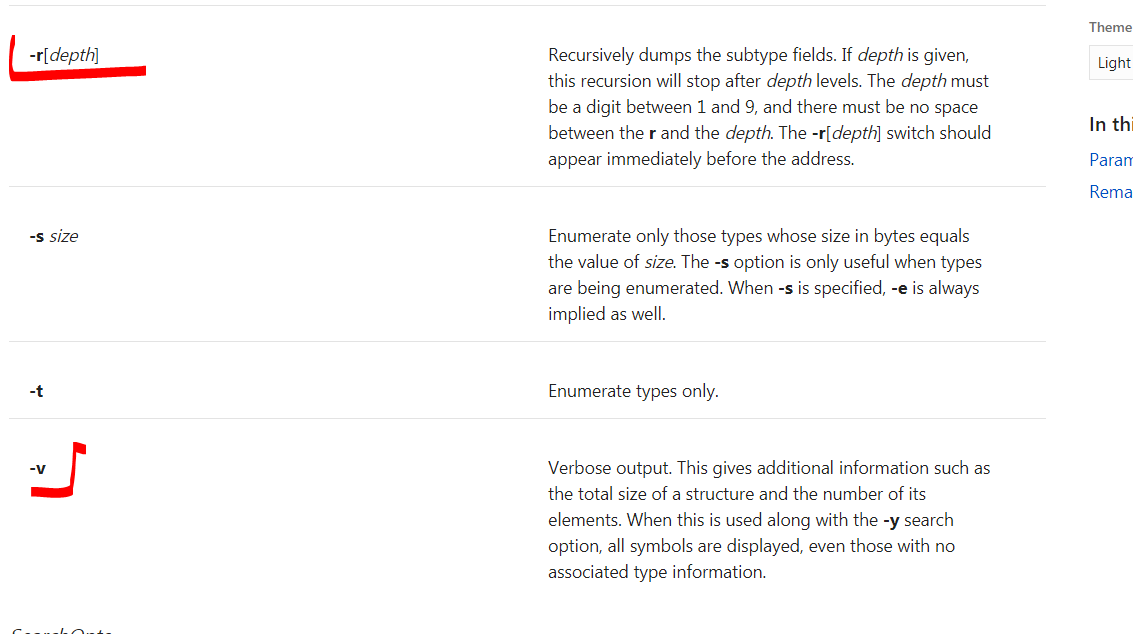 -r[depth]
Recursively dumps the subtype fields. If depth is given,
this recursion will stop after depth levels. The depth must
be a digit between 1 and 9, and there must be no space
between the r and the depth. The -r[depth] switch should
appear immediately before the address.
-s size
Enumerate only those types whose size in bytes equals
the value of size. The -s option is only useful when types
are being enumerated. When -s is specified, -e is always
implied as well.
-t
Enumerate types only.
-v
Verbose output. This gives additional information such as
the total size of a structure and the number of its
elements. When this is used along with the -y search
option, all symbols are displayed, even those with no
associated type information.
SearchOpts
Theme
Light
In thi
Param
Rema